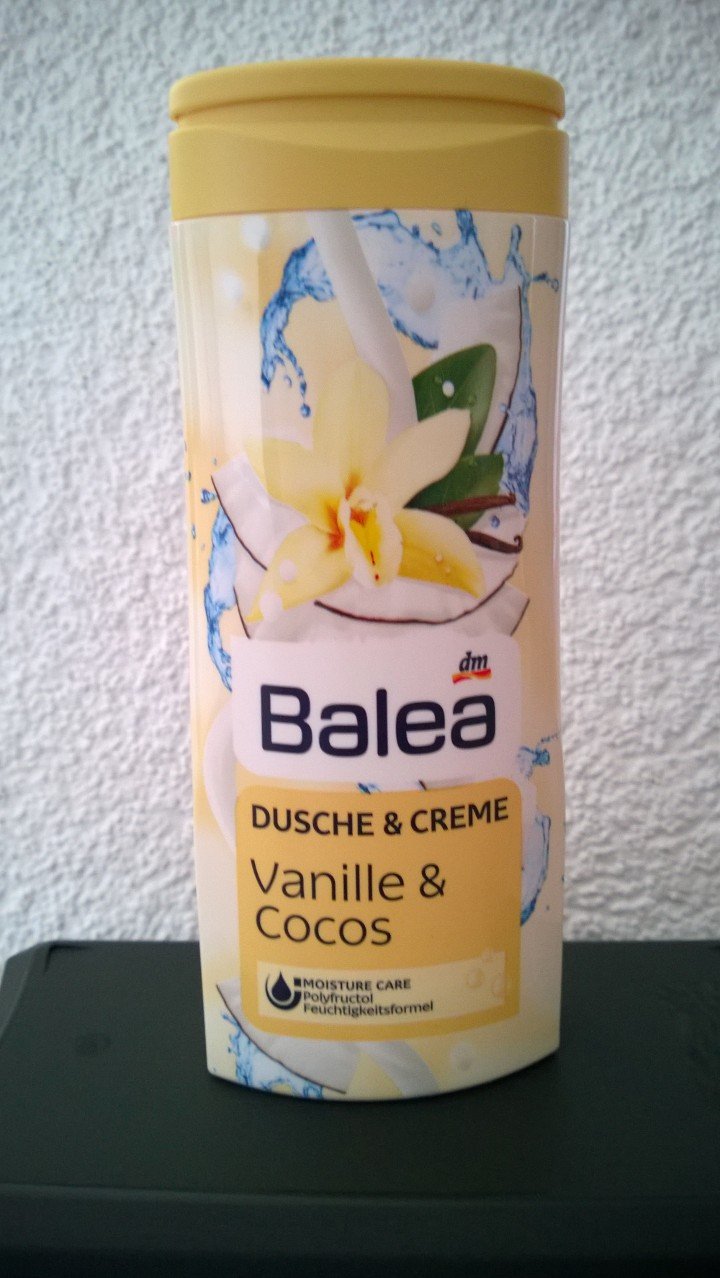 dm
Balea
DUSCHE & CREME
Vanille &
Cocos
MOISTURE CARE
Polyfructol
Feuchtigkeitsformel